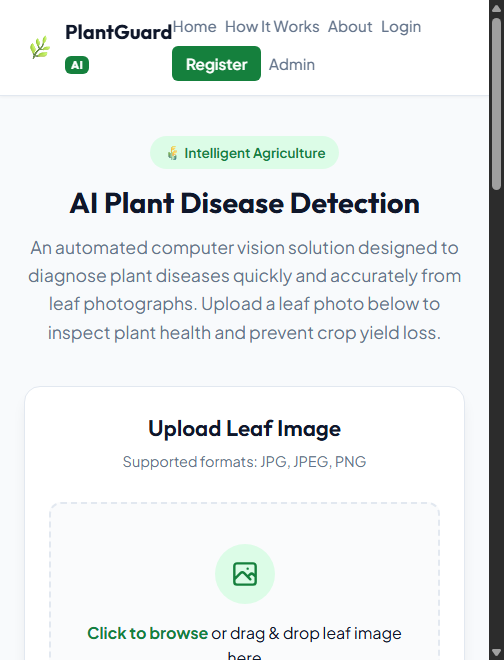 PlantGuard
AI
Home How It Works About Login
Register Admin
Intelligent Agriculture
AI Plant Disease Detection
An automated computer vision solution designed to
diagnose plant diseases quickly and accurately from
leaf photographs. Upload a leaf photo below to
inspect plant health and prevent crop yield loss.
Upload Leaf Image
Supported formats: JPG, JPEG, PNG
Click to browse or drag & drop leaf image
here